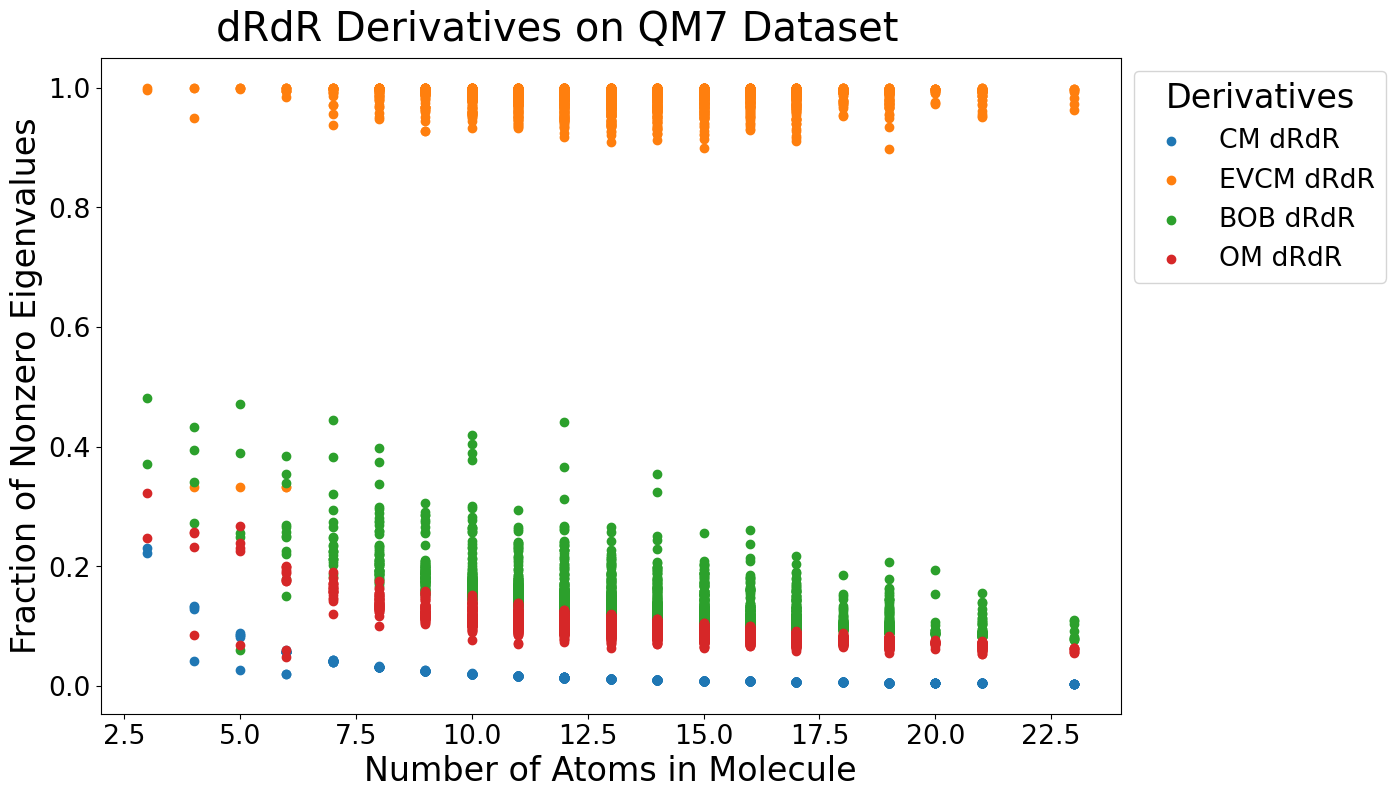 dRdR Derivatives on QM7 Dataset
Fraction of Nonzero Eigenvalues
1.0
0.8
0.6
0.4
0.2
0.0
2.5 5.0 7.5 10.0 12.5 15.0 17.5 20.0 22.5
Number of Atoms in Molecule
Derivatives
CM dRdR
EVCM dRdR
BOB dRdR
OM dRdR